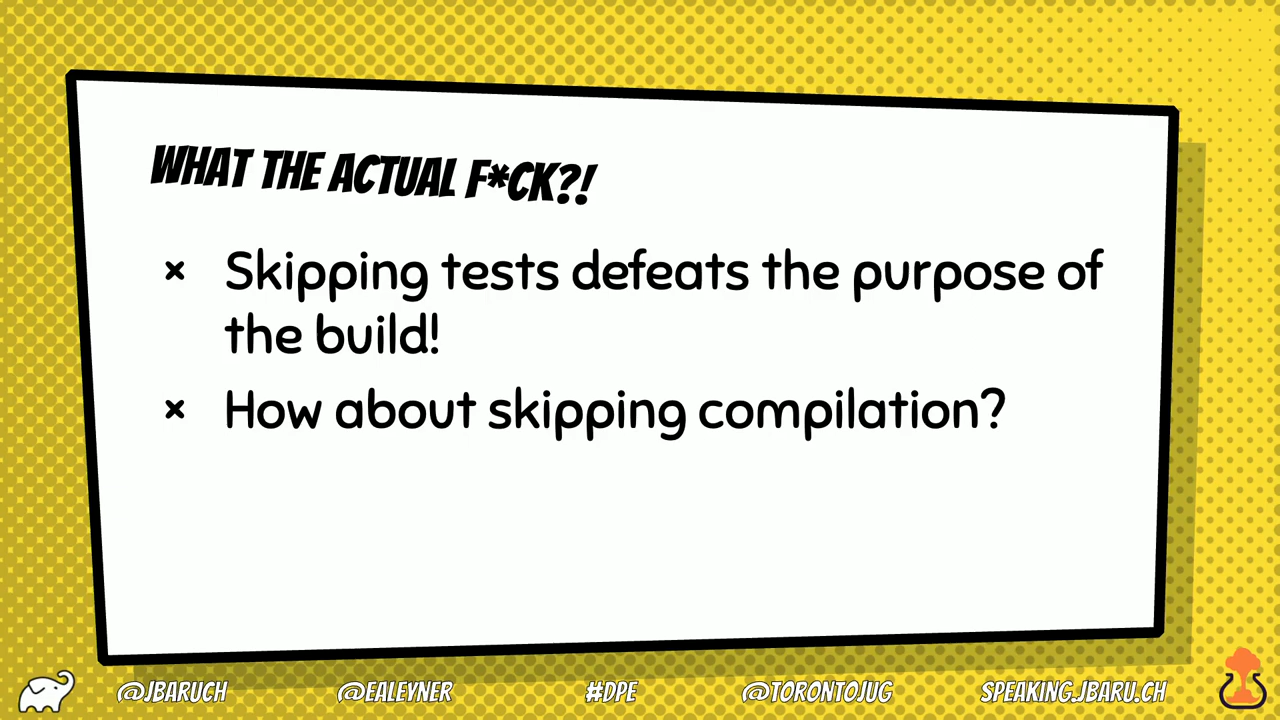 WHAT THE ACTUAL F*CK?!
× Skipping tests defeats the purpose of
the build!
× How about skipping compilation?
@JBARUCH @EALEYNER #DPE @TORONTOJUG SPEAKING.JBARU.CH